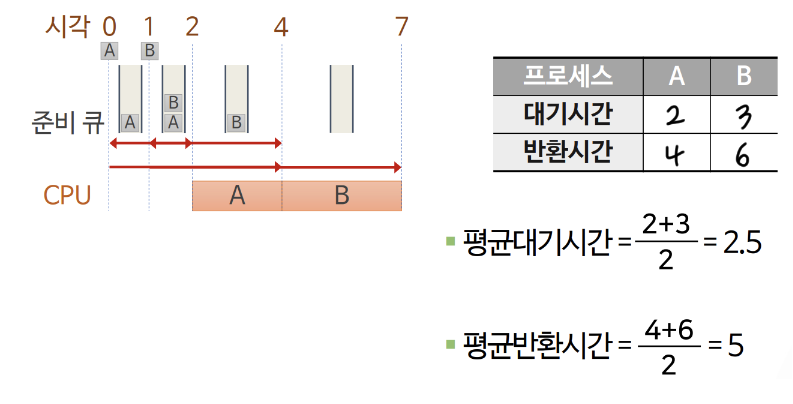 시각 0 1 2 4 7
A B
준비 큐 A B A B
CPU A B
프로세스 A B
대기시간 2 3
반환시간 4 6
평균대기시간 = 2+3 / 2 = 2.5
평균반환시간 = 4+6 / 2 = 5